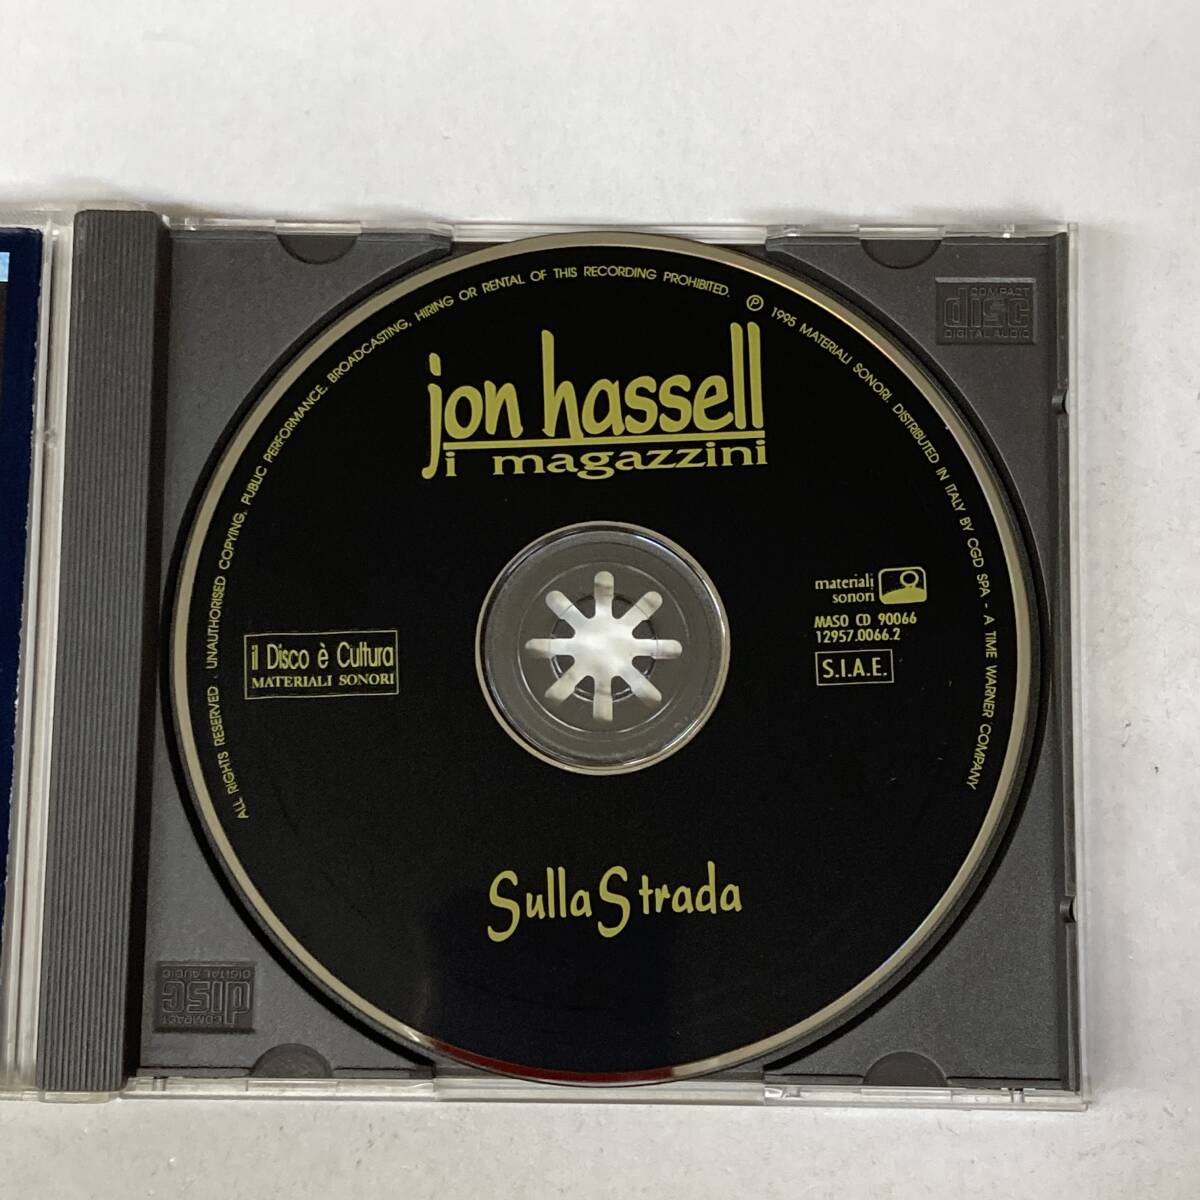 ALL RIGHTS RESERVED . UNAUTHORISED COPYING, PUBLIC PERFORMANCE, BROADCASTING, HIRING OR RENTAL OF THIS RECORDING PROHIBITED. Ⓟ 1995 MATERIALI SONORI. DISTRIBUTED IN ITALY BY CGD SPA - A TIME WARNER COMPANY
jon hassell
i magazzini
il Disco è Cultura
MATERIALI SONORI
materiali
sonori
MASO CD 90066
12957.0066.2
S.I.A.E.
Sulla Strada
COMPACT
disc
DIGITAL AUDIO
COMPACT
disc
DIGITAL AUDIO